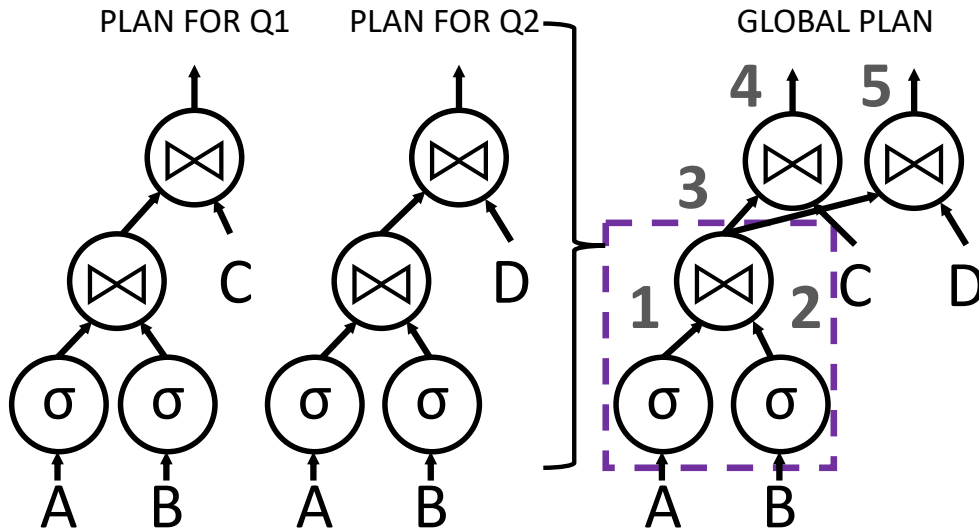 PLAN FOR Q1 PLAN FOR Q2 GLOBAL PLAN
4 5
3
C D 1 2 C D
σ σ σ σ σ σ
A B A B A B